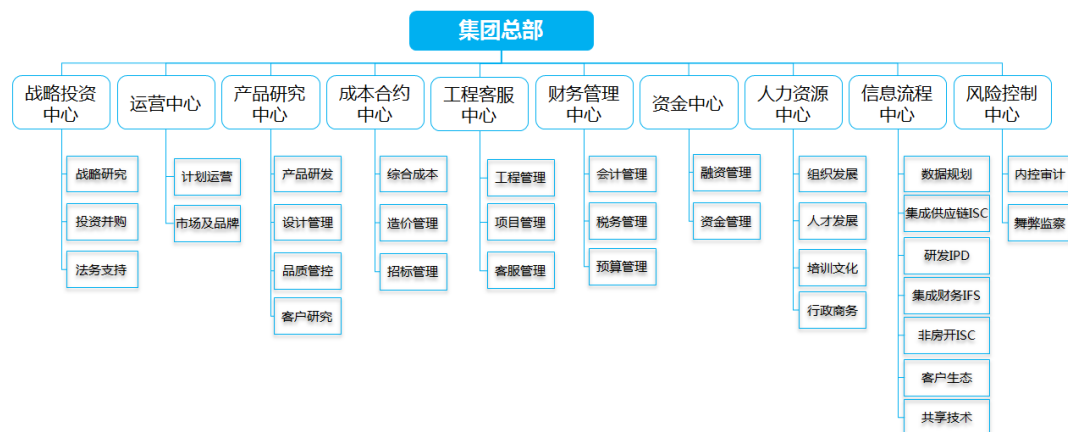 集团总部
战略投资
中心
运营中心
产品研究
中心
成本合约
中心
工程客服
中心
财务管理
中心
资金中心
人力资源
中心
信息流程
中心
风险控制
中心
战略研究
投资并购
法务支持
计划运营
市场及品牌
产品研发
设计管理
品质管控
客户研究
综合成本
造价管理
招标管理
工程管理
项目管理
客服管理
会计管理
税务管理
预算管理
融资管理
资金管理
组织发展
人才发展
培训文化
行政商务
数据规划
集成供应链ISC
研发IPD
集成财务IFS
非房开ISC
客户生态
共享技术
内控审计
舞弊监察